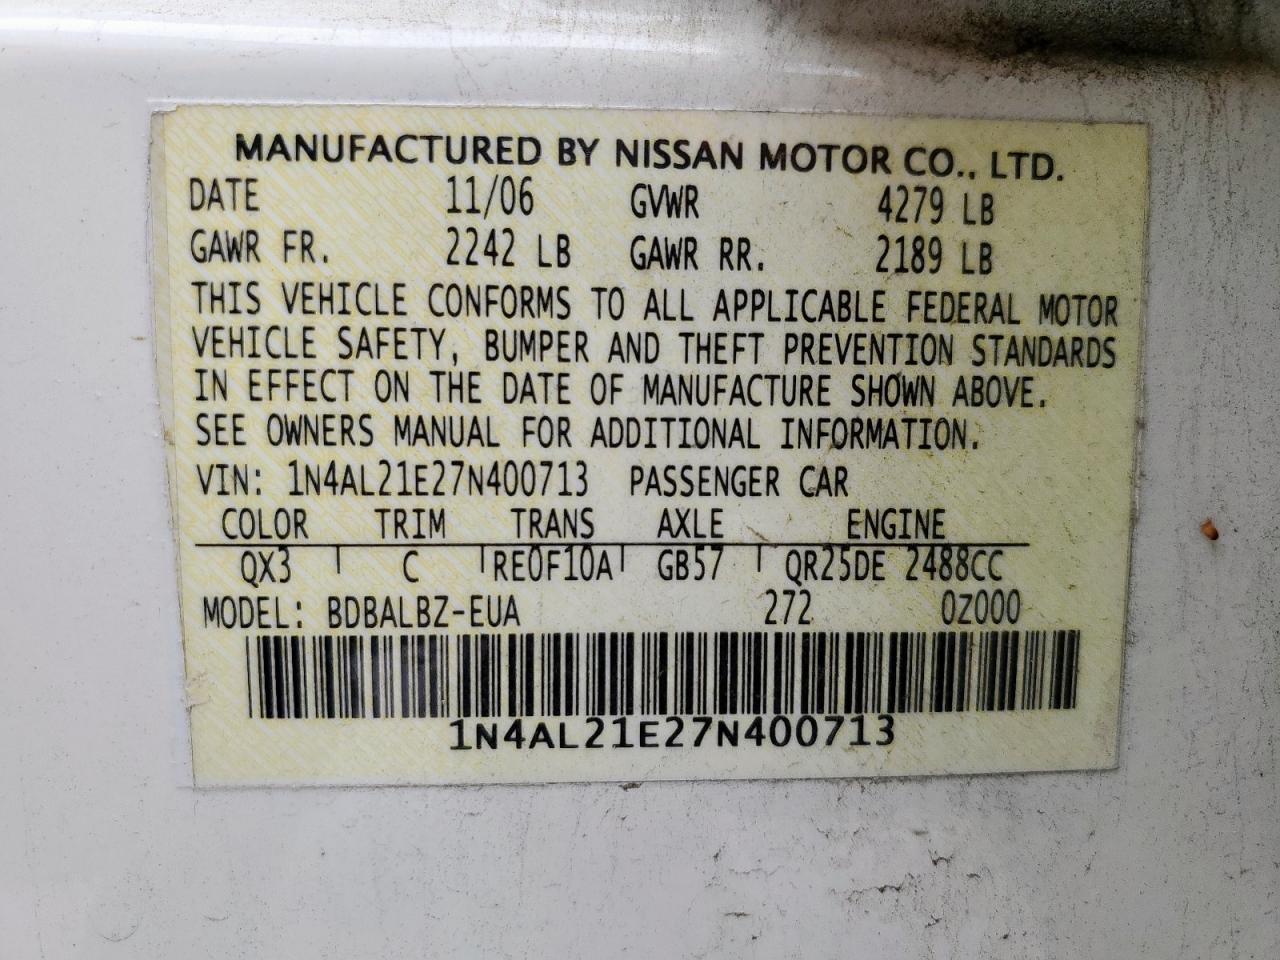 MANUFACTURED BY NISSAN MOTOR CO., LTD.
DATE 11/06 GVWR 4279 LB
GAWR FR. 2242 LB GAWR RR. 2189 LB
THIS VEHICLE CONFORMS TO ALL APPLICABLE FEDERAL MOTOR
VEHICLE SAFETY, BUMPER AND THEFT PREVENTION STANDARDS
IN EFFECT ON THE DATE OF MANUFACTURE SHOWN ABOVE.
SEE OWNERS MANUAL FOR ADDITIONAL INFORMATION.
VIN: 1N4AL21E27N400713 PASSENGER CAR
COLOR TRIM TRANS AXLE ENGINE
QX3 C RE0F10A GB57 QR25DE 2488CC
MODEL: BDBALBZ-EUA 272 0Z000
1N4AL21E27N400713